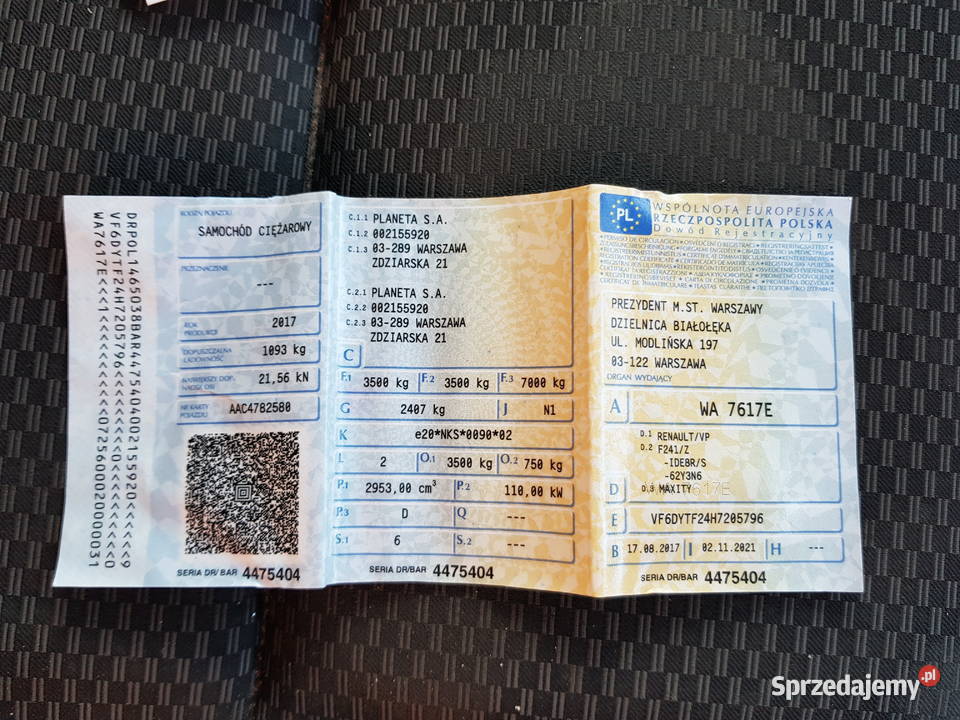 DRPOL1465038BAR4475404002155920<<<<<9
VF6DYTF24H7205796<<<<<<0<<<<<<0<<<<<0
WA7617E<<<1<<<<<<<<<0725600020000031
RODZAJ POJAZDU
SAMOCHÓD CIĘŻAROWY
PRZEZNACZENIE
---
ROK PRODUKCJI
2017
DOPUSZCZALNA ŁADOWNOŚĆ
1093 kg
NAJWIĘKSZY DOP. NACISK OSI
21,56 kN
NR KARTY POJAZDU
AAC4782580
SERIA DR/BAR 4475404
C.1.1 PLANETA S.A.
C.1.2 002155920
C.1.3 03-289 WARSZAWA
ZDZIARSKA 21
C.2.1 PLANETA S.A.
C.2.2 002155920
C.2.3 03-289 WARSZAWA
ZDZIARSKA 21
C
F.1 3500 kg F.2 3500 kg F.3 7000 kg
G 2407 kg J N1
K e20*NKS*0090*02
L 2 O.1 3500 kg O.2 750 kg
P.1 2953,00 cm³ P.2 110,00 kW
P.3 D Q ---
S.1 6 S.2 ---
SERIA DR/BAR 4475404
PL
WSPÓLNOTA EUROPEJSKA
RZECZPOSPOLITA POLSKA
Dowód Rejestracyjny
PREZYDENT M.ST. WARSZAWY
DZIELNICA BIAŁOŁĘKA
UL. MODLIŃSKA 197
03-122 WARSZAWA
ORGAN WYDAJĄCY
A WA 7617E
D.1 RENAULT/VP
D.2 F241/Z
-IDE8R/S
-62Y3N6
D D.3 MAXITY
E VF6DYTF24H7205796
B 17.08.2017 I 02.11.2021 H ---
SERIA DR/BAR 4475404
Sprzedajemy.pl